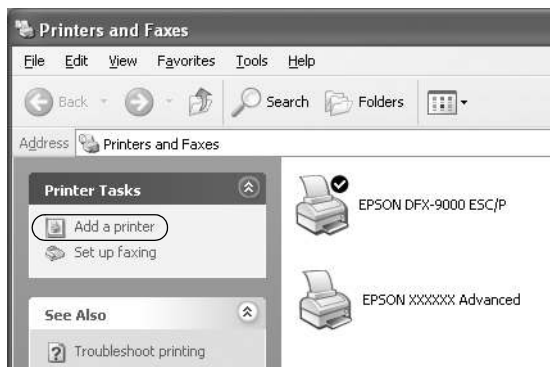 Printers and Faxes
File Edit View Favorites Tools Help
Back Search Folders
Address Printers and Faxes
Printer Tasks
Add a printer
Set up faxing
See Also
Troubleshoot printing
EPSON DFX-9000 ESC/P
EPSON XXXXXX Advanced